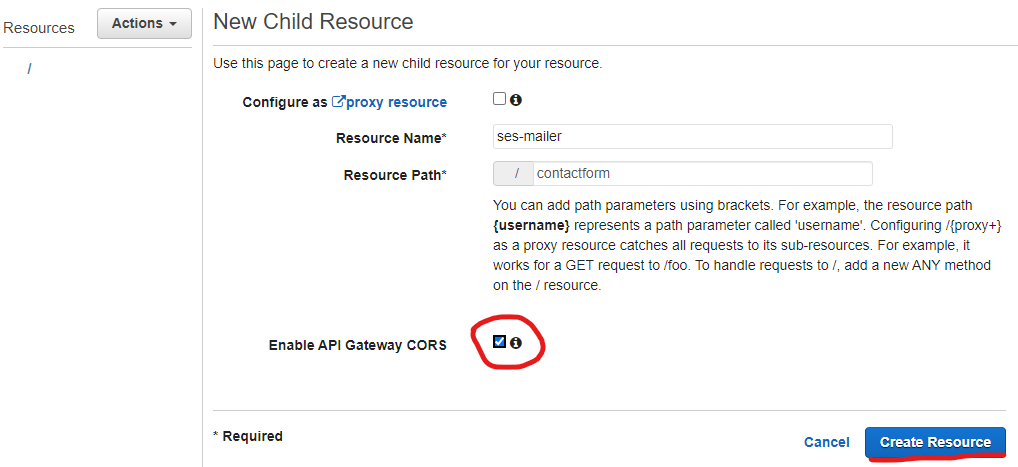 Resources
Actions
/
New Child Resource
Use this page to create a new child resource for your resource.
Configure as proxy resource
Resource Name*
ses-mailer
Resource Path*
/ contactform
You can add path parameters using brackets. For example, the resource path
{username} represents a path parameter called 'username'. Configuring /{proxy+}
as a proxy resource catches all requests to its sub-resources. For example, it
works for a GET request to /foo. To handle requests to /, add a new ANY method
on the / resource.
Enable API Gateway CORS
* Required
Cancel
Create Resource